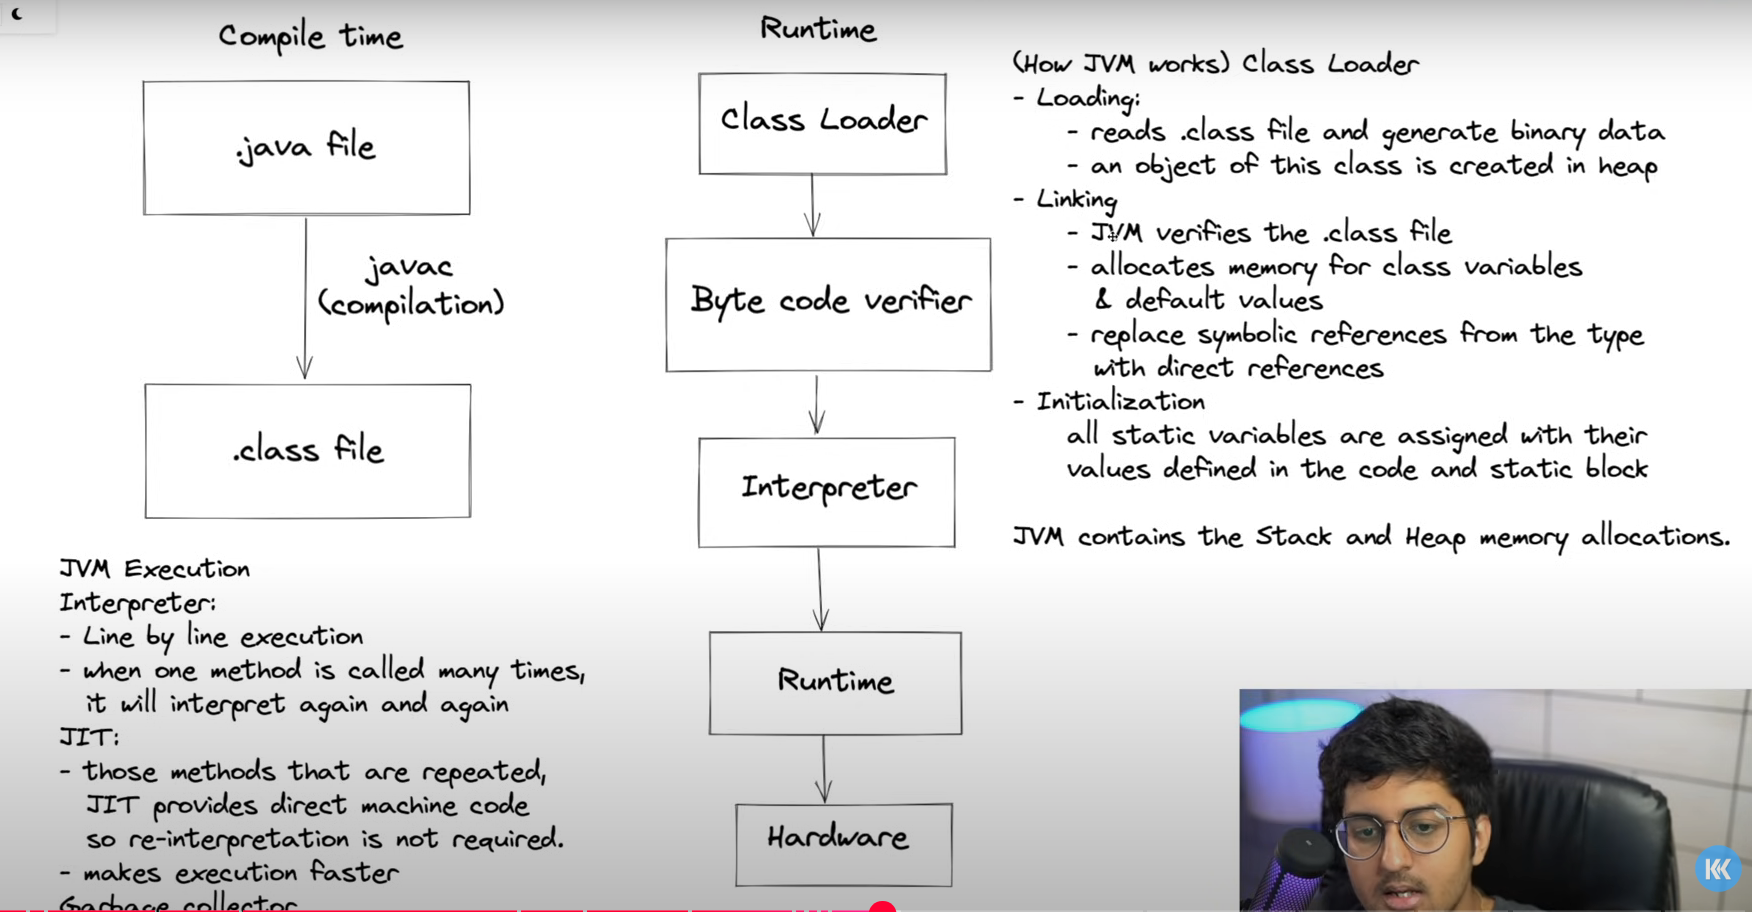 Compile time
.java file
javac
(compilation)
.class file
JVM Execution
Interpreter:
- Line by line execution
- when one method is called many times,
it will interpret again and again
JIT:
- those methods that are repeated,
JIT provides direct machine code
so re-interpretation is not required.
- makes execution faster
Garbage collector
Runtime
Class Loader
Byte code verifier
Interpreter
Runtime
Hardware
(How JVM works) Class Loader
- Loading:
- reads .class file and generate binary data
- an object of this class is created in heap
- Linking
- JVM verifies the .class file
- allocates memory for class variables
& default values
- replace symbolic references from the type
with direct references
- Initialization
all static variables are assigned with their
values defined in the code and static block
JVM contains the Stack and Heap memory allocations.
KK